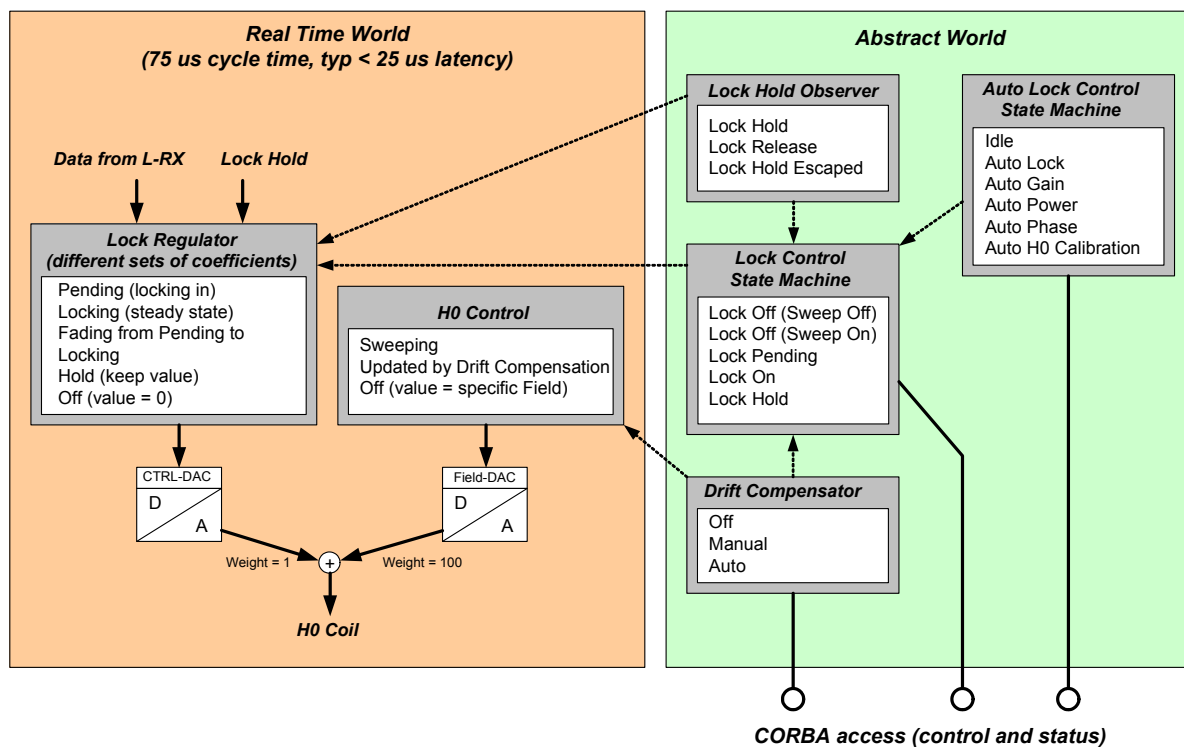 Real Time World
(75 us cycle time, typ < 25 us latency)
Data from L-RX
Lock Hold
Lock Regulator
(different sets of coefficients)
Pending (locking in)
Locking (steady state)
Fading from Pending to
Locking
Hold (keep value)
Off (value = 0)
H0 Control
Sweeping
Updated by Drift Compensation
Off (value = specific Field)
CTRL-DAC
D
A
Field-DAC
D
A
Weight = 1
+
Weight = 100
H0 Coil
Abstract World
Lock Hold Observer
Lock Hold
Lock Release
Lock Hold Escaped
Auto Lock Control
State Machine
Idle
Auto Lock
Auto Gain
Auto Power
Auto Phase
Auto H0 Calibration
Lock Control
State Machine
Lock Off (Sweep Off)
Lock Off (Sweep On)
Lock Pending
Lock On
Lock Hold
Drift Compensator
Off
Manual
Auto
CORBA access (control and status)